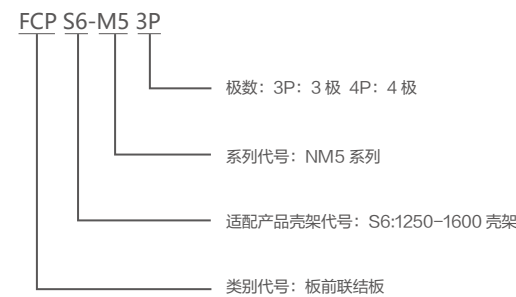 FCP S6-M5 3P
极数：3P：3 极 4P：4 极
系列代号：NM5 系列
适配产品壳架代号：S6:1250-1600 壳架
类别代号：板前联结板